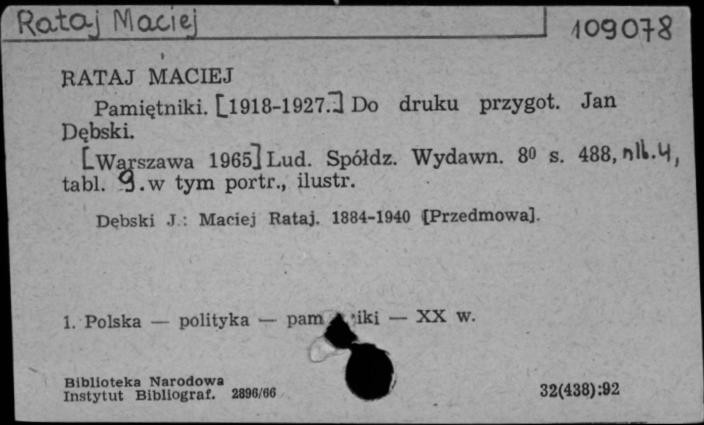 Rataj Maciej
109078
RATAJ MACIEJ
Pamiętniki. [1918-1927.] Do druku przygot. Jan
Dębski.
[Warszawa 1965] Lud. Spółdz. Wydawn. 8⁰ s. 488, nlb. 4,
tabl. 9. w tym portr., ilustr.
Dębski J.: Maciej Rataj. 1884-1940 [Przedmowa].
1. Polska — polityka — pam iki — XX w.
Biblioteka Narodowa
Instytut Bibliograf. 2896/66
32(438):92